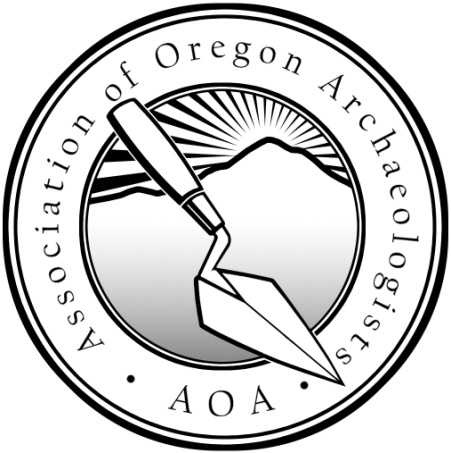 Association of Oregon Archaeologists
• AOA •